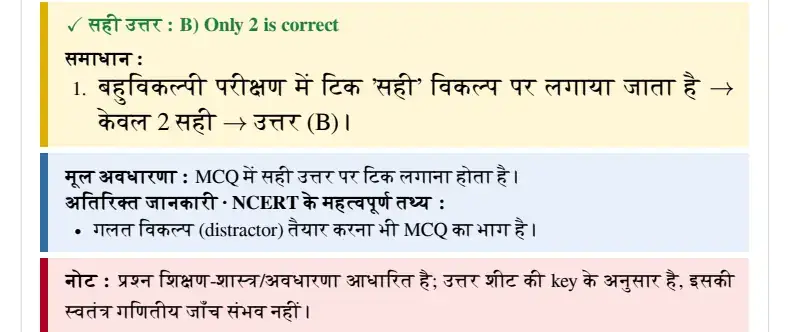 ✓ सही उत्तर : B) Only 2 is correct
समाधान :
1. बहुविकल्पी परीक्षण में टिक 'सही' विकल्प पर लगाया जाता है →
केवल 2 सही → उत्तर (B)।
मूल अवधारणा : MCQ में सही उत्तर पर टिक लगाना होता है।
अतिरिक्त जानकारी · NCERT के महत्वपूर्ण तथ्य :
• गलत विकल्प (distractor) तैयार करना भी MCQ का भाग है।
नोट : प्रश्न शिक्षण-शास्त्र/अवधारणा आधारित है; उत्तर शीट की key के अनुसार है, इसकी
स्वतंत्र गणितीय जाँच संभव नहीं।